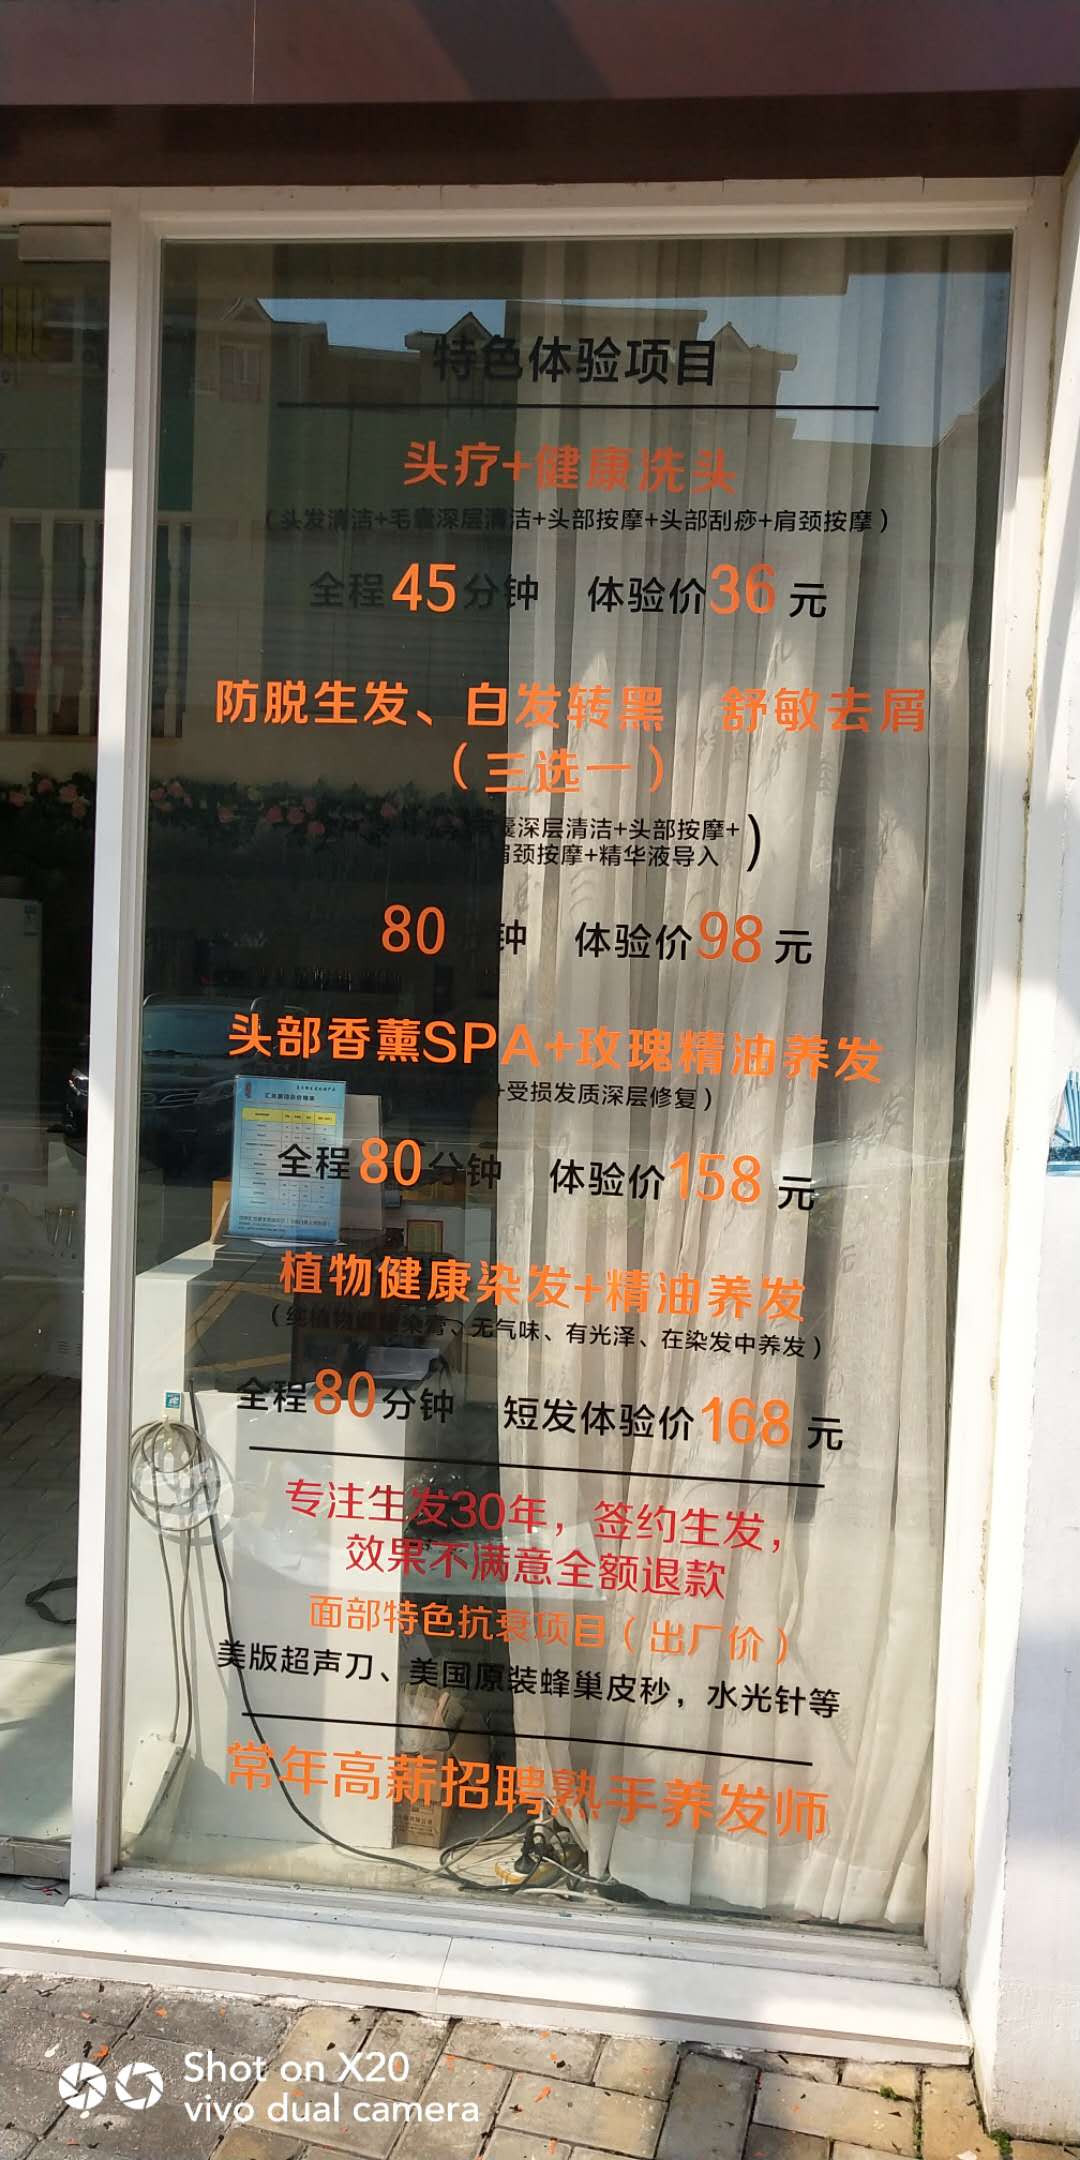 特色体验项目
头疗+健康洗头
（头发清洁+毛囊深层清洁+头部按摩+头部刮痧+肩颈按摩）
全程45分钟 体验价36元
防脱生发、白发转黑 舒敏去屑
（三选一）
囊深层清洁+头部按摩+
肩颈按摩+精华液导入）
80 钟 体验价98元
头部香薰SPA+玫瑰精油养发
+受损发质深层修复）
全程80分钟 体验价158元
植物健康染发+精油养发
（纯植物健康染膏、无气味、有光泽、在染发中养发）
全程80分钟 短发体验价168元
专注生发30年，签约生发，
效果不满意全额退款
面部特色抗衰项目（出厂价）
美版超声刀、美国原装蜂巢皮秒，水光针等
常年高薪招聘熟手养发师
Shot on X20
vivo dual camera